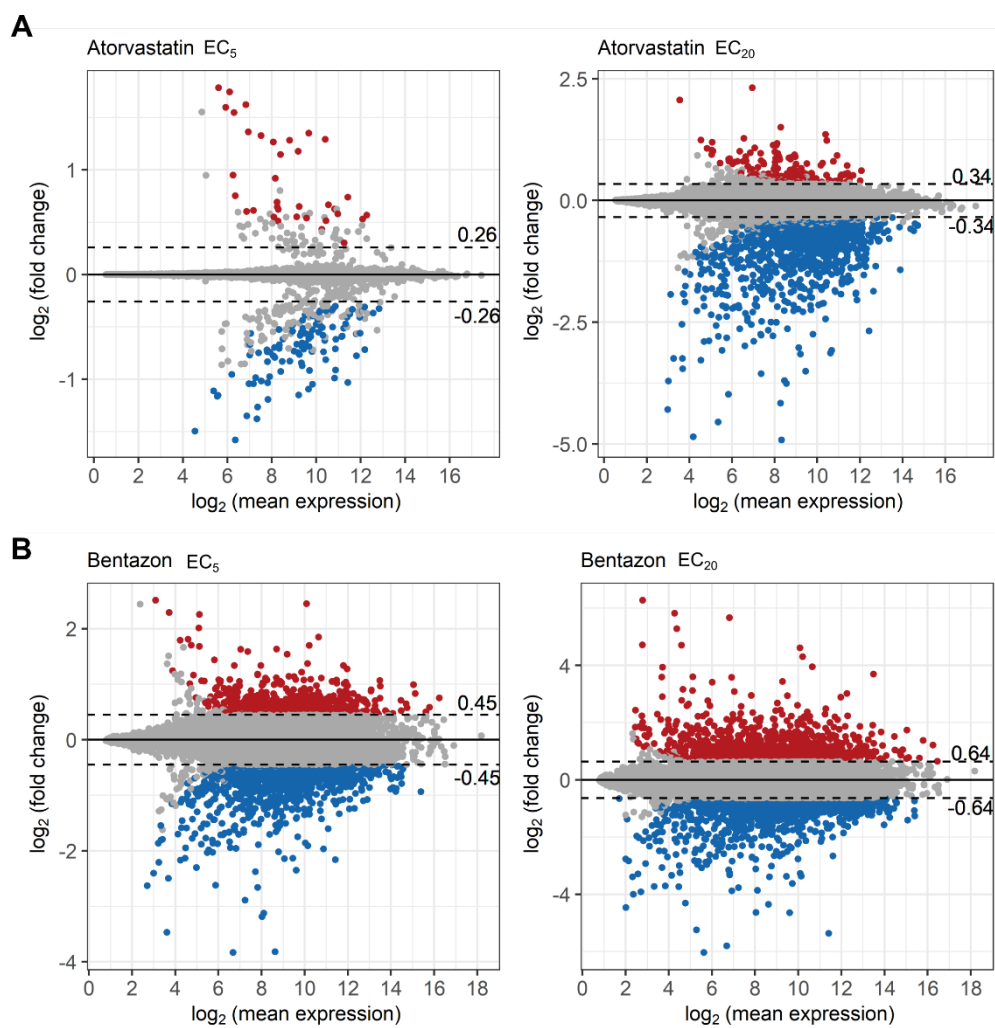 A
Atorvastatin EC5
Atorvastatin EC20
log2 (fold change)
1
0
-1
0.26
-0.26
0 2 4 6 8 10 12 14 16
log2 (mean expression)
log2 (fold change)
2.5
0.0
-2.5
-5.0
0.34
-0.34
0 2 4 6 8 10 12 14 16
log2 (mean expression)
B
Bentazon EC5
Bentazon EC20
log2 (fold change)
2
0
-2
-4
0.45
-0.45
0 2 4 6 8 10 12 14 16 18
log2 (mean expression)
log2 (fold change)
4
0
-4
0.64
-0.64
0 2 4 6 8 10 12 14 16 18
log2 (mean expression)